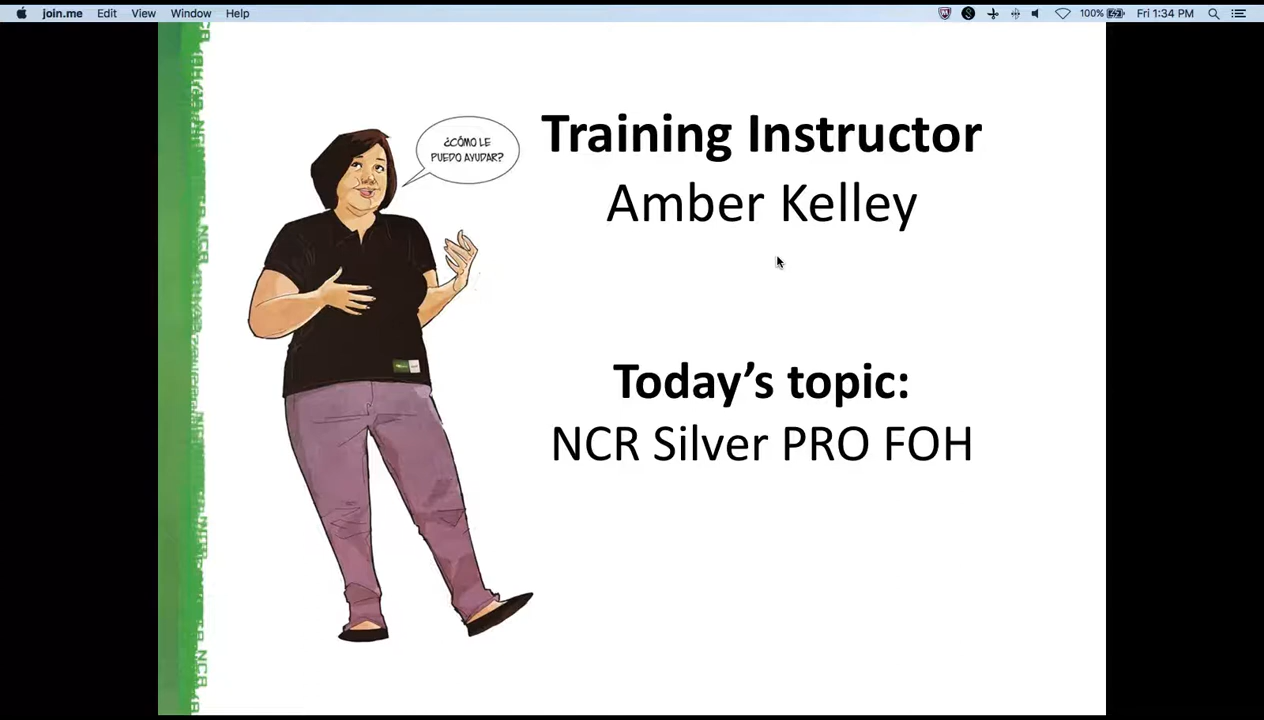 join.me Edit View Window Help
100% Fri 1:34 PM
¿CÓMO LE
PUEDO AYUDAR?
Training Instructor
Amber Kelley
Today's topic:
NCR Silver PRO FOH